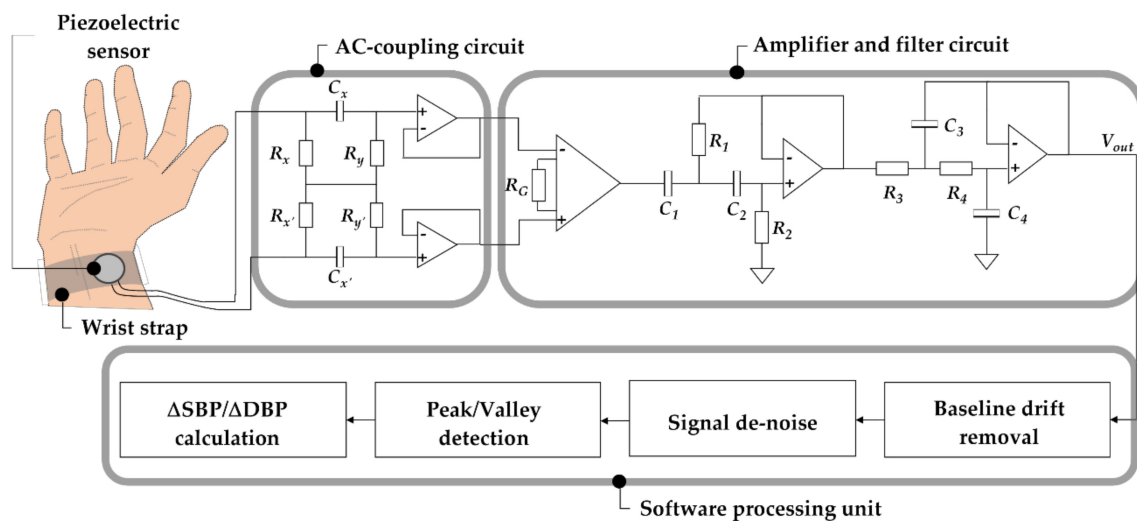 Piezoelectric
sensor
AC-coupling circuit
Amplifier and filter circuit
Cx
Rx
Ry
Rx′
Ry′
Cx′
+
-
-
+
-
RG
+
C1
R1
C2
-
+
R2
R3
C3
R4
-
+
C4
Vout
Wrist strap
ΔSBP/ΔDBP
calculation
Peak/Valley
detection
Signal de-noise
Baseline drift
removal
Software processing unit